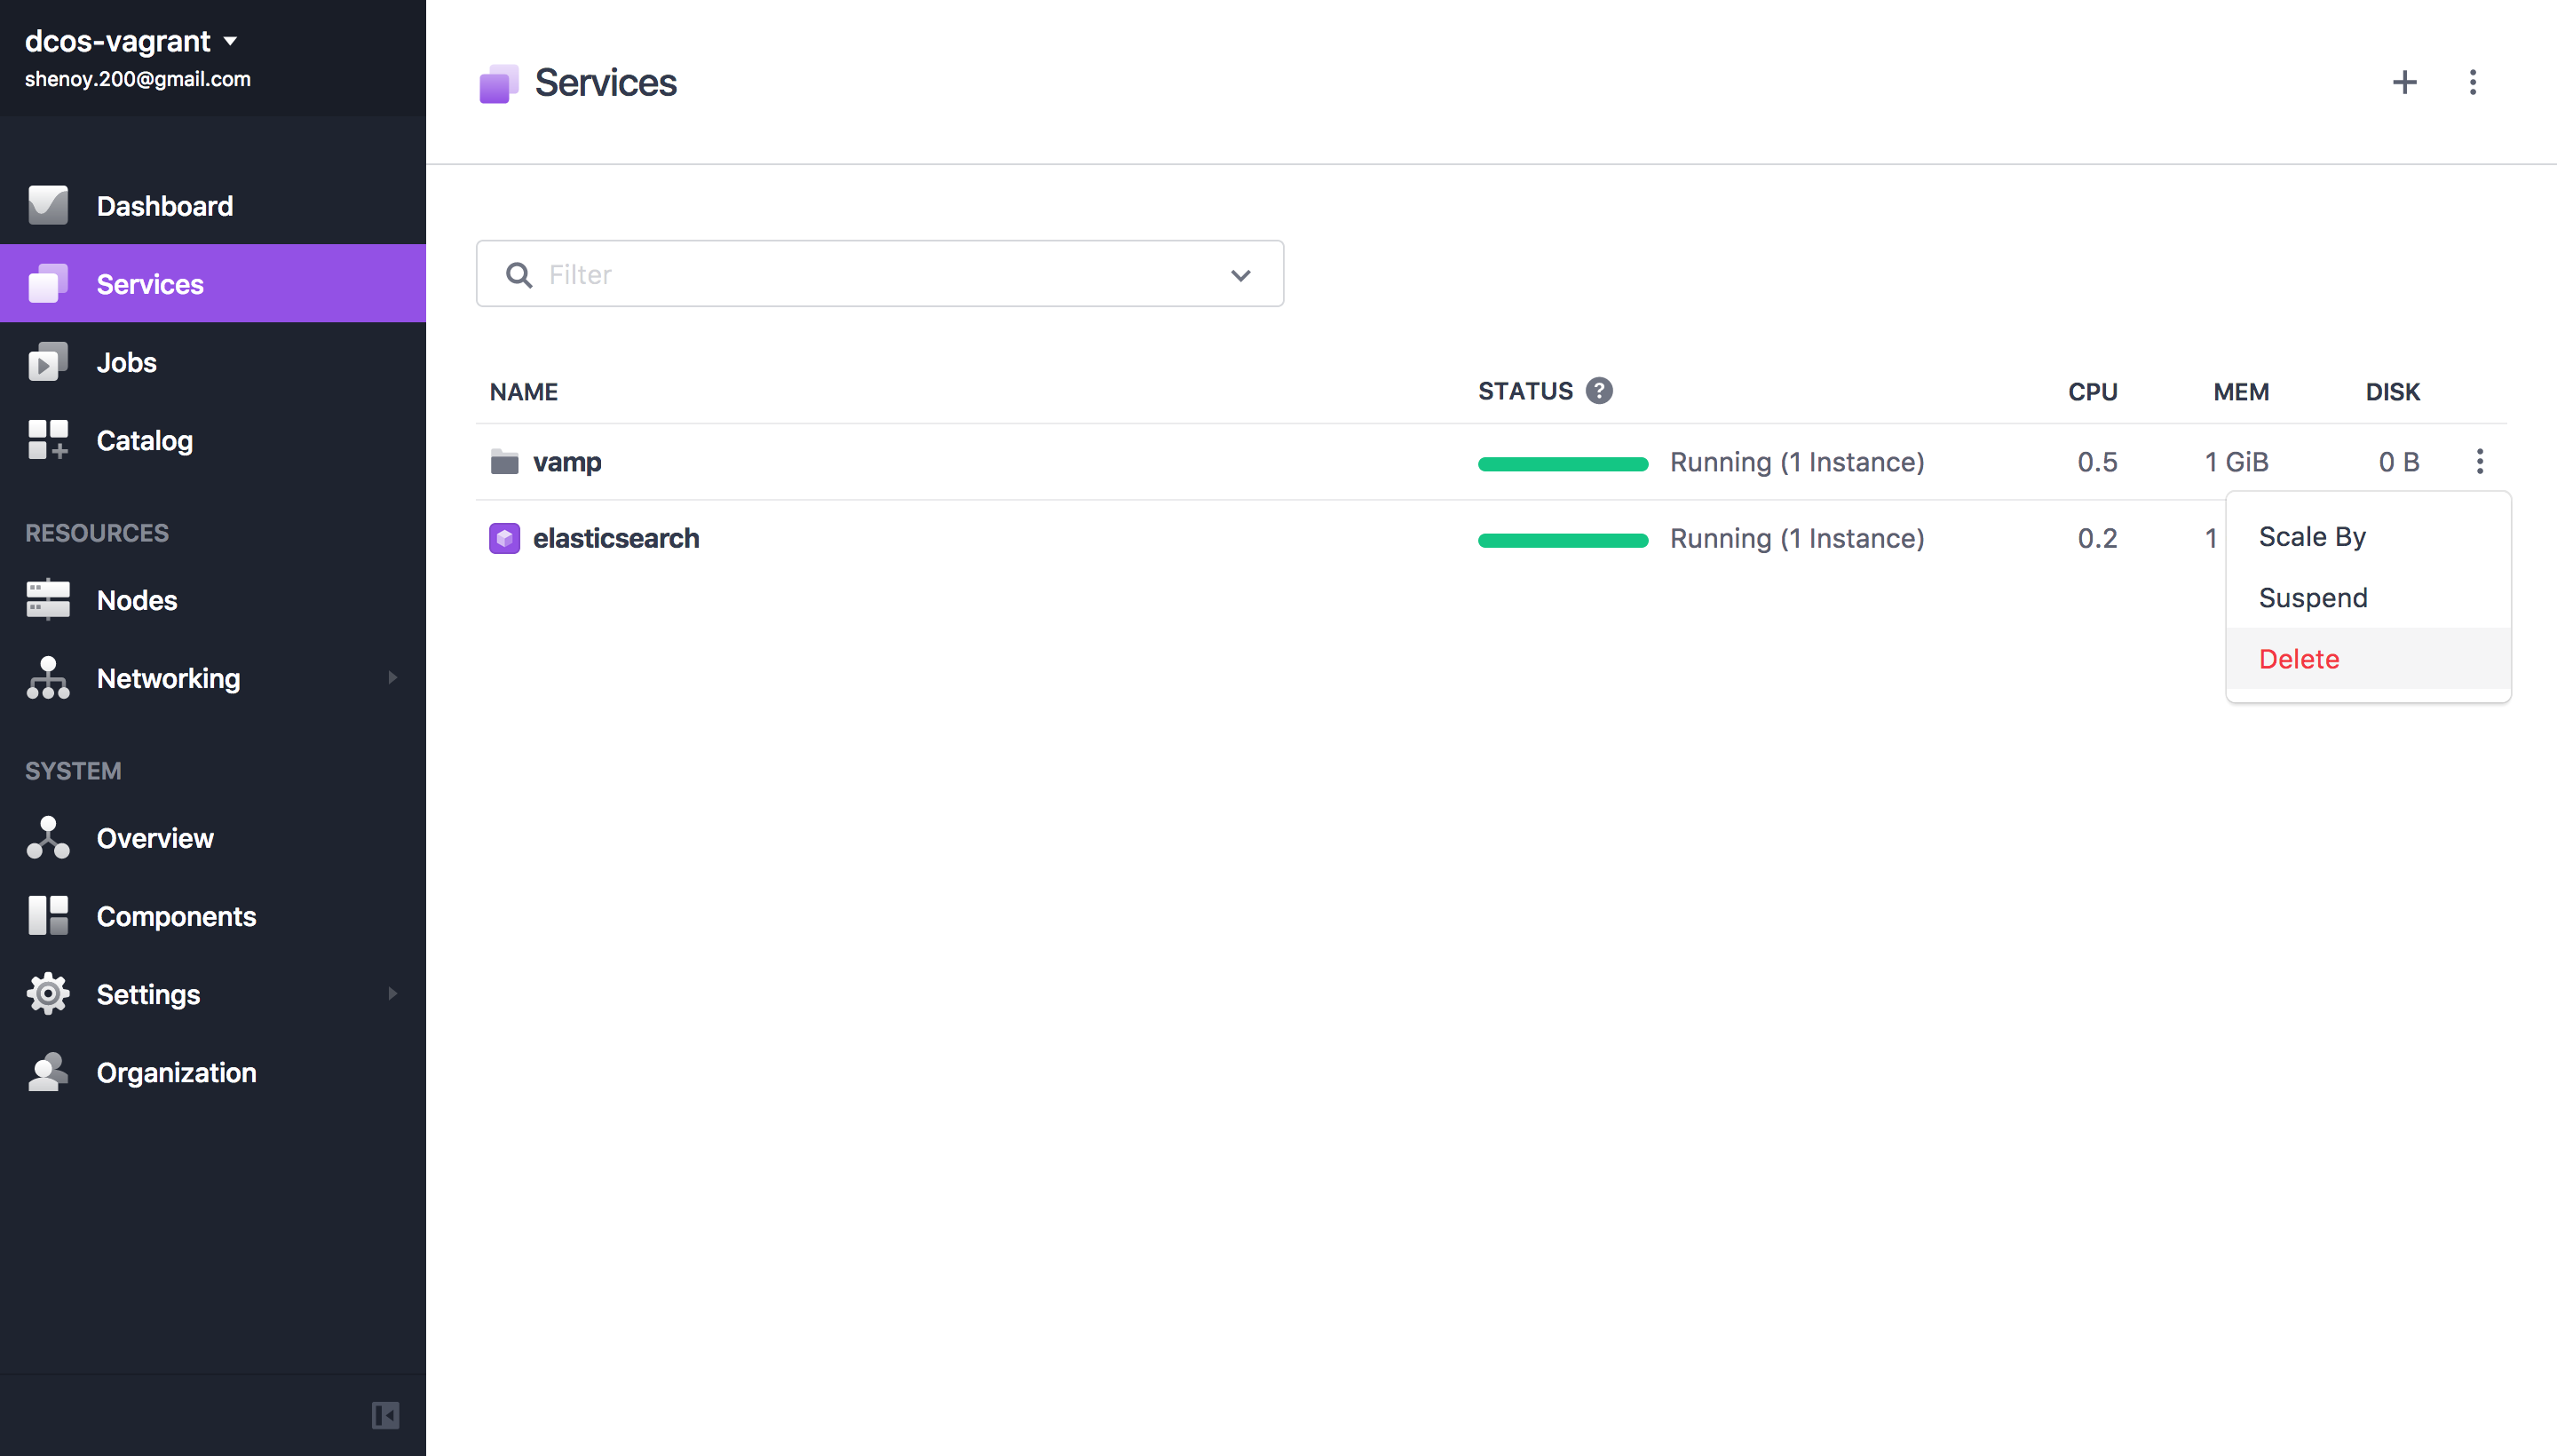 dcos-vagrant
shenoy.200@gmail.com
Dashboard
Services
Jobs
Catalog
RESOURCES
Nodes
Networking
SYSTEM
Overview
Components
Settings
Organization
Services
Filter
NAME STATUS ? CPU MEM DISK
vamp Running (1 Instance) 0.5 1 GiB 0 B
elasticsearch Running (1 Instance) 0.2 1
Scale By
Suspend
Delete